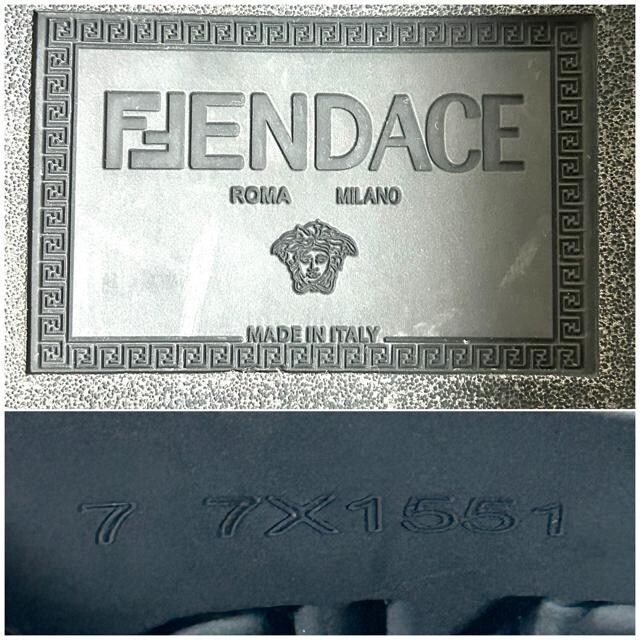 FENDACE
ROMA MILANO
MADE IN ITALY
7 7X1551